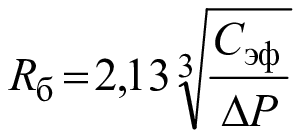 R_б = 2,13 ∛(C_эф / ΔP)